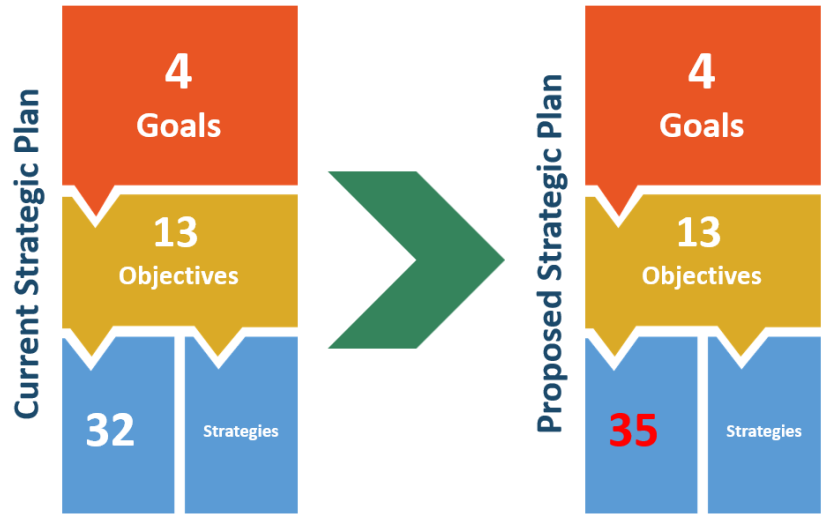 Current Strategic Plan
4
Goals
13
Objectives
32
Strategies
Proposed Strategic Plan
4
Goals
13
Objectives
35
Strategies